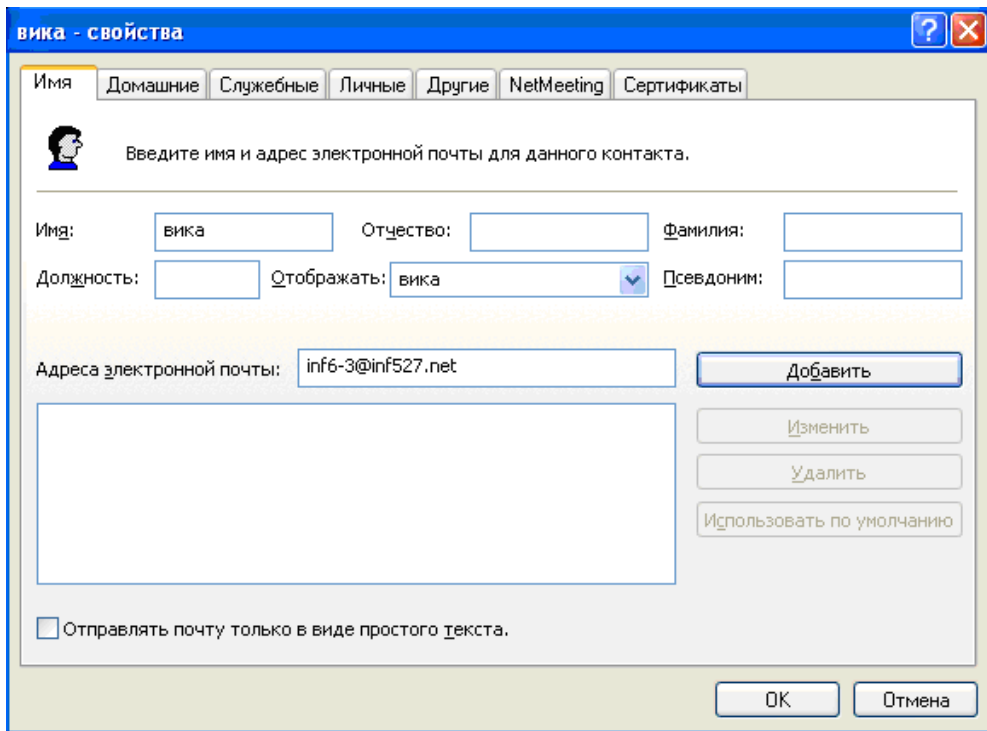 вика - свойства
Имя Домашние Служебные Личные Другие NetMeeting Сертификаты
Введите имя и адрес электронной почты для данного контакта.
Имя: вика Отчество: Фамилия:
Должность: Отображать: вика Псевдоним:
Адреса электронной почты: inf6-3@inf527.net Добавить
Изменить
Удалить
Использовать по умолчанию
Отправлять почту только в виде простого текста.
OK Отмена